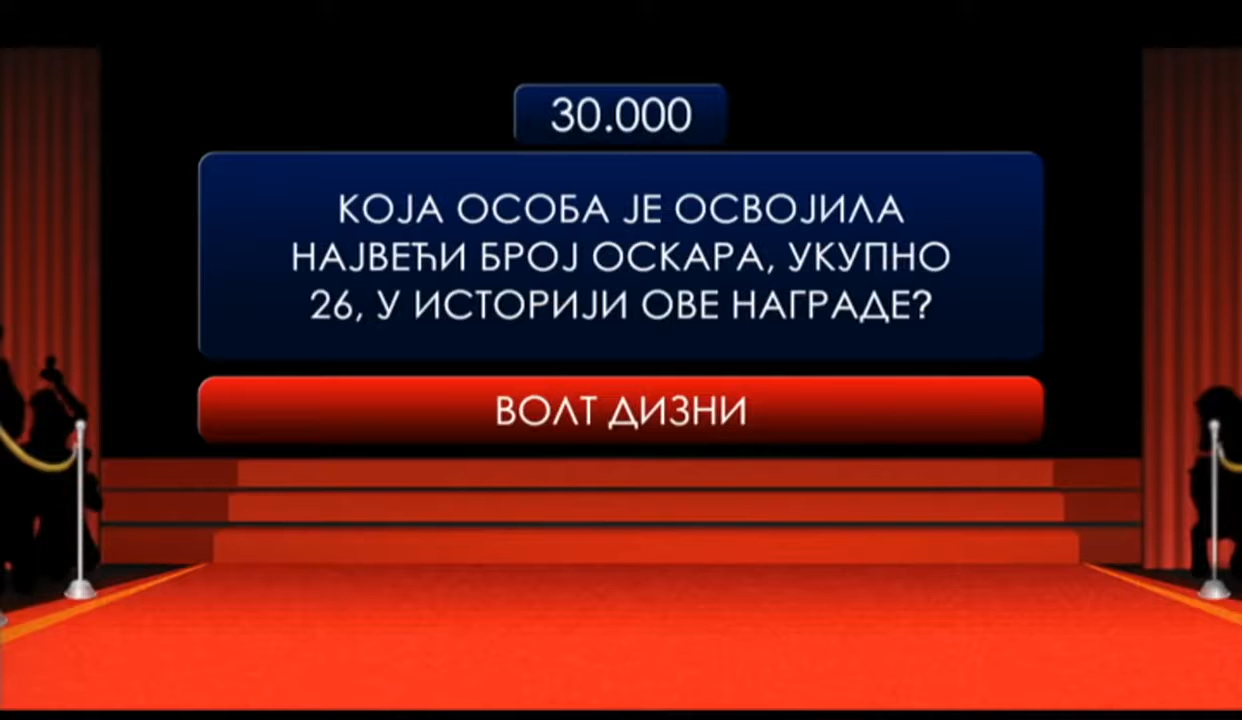 30.000
КОЈА ОСОБА ЈЕ ОСВОЈИЛА
НАЈВЕЋИ БРОЈ ОСКАРА, УКУПНО
26, У ИСТОРИЈИ ОВЕ НАГРАДЕ?
ВОЛТ ДИЗНИ